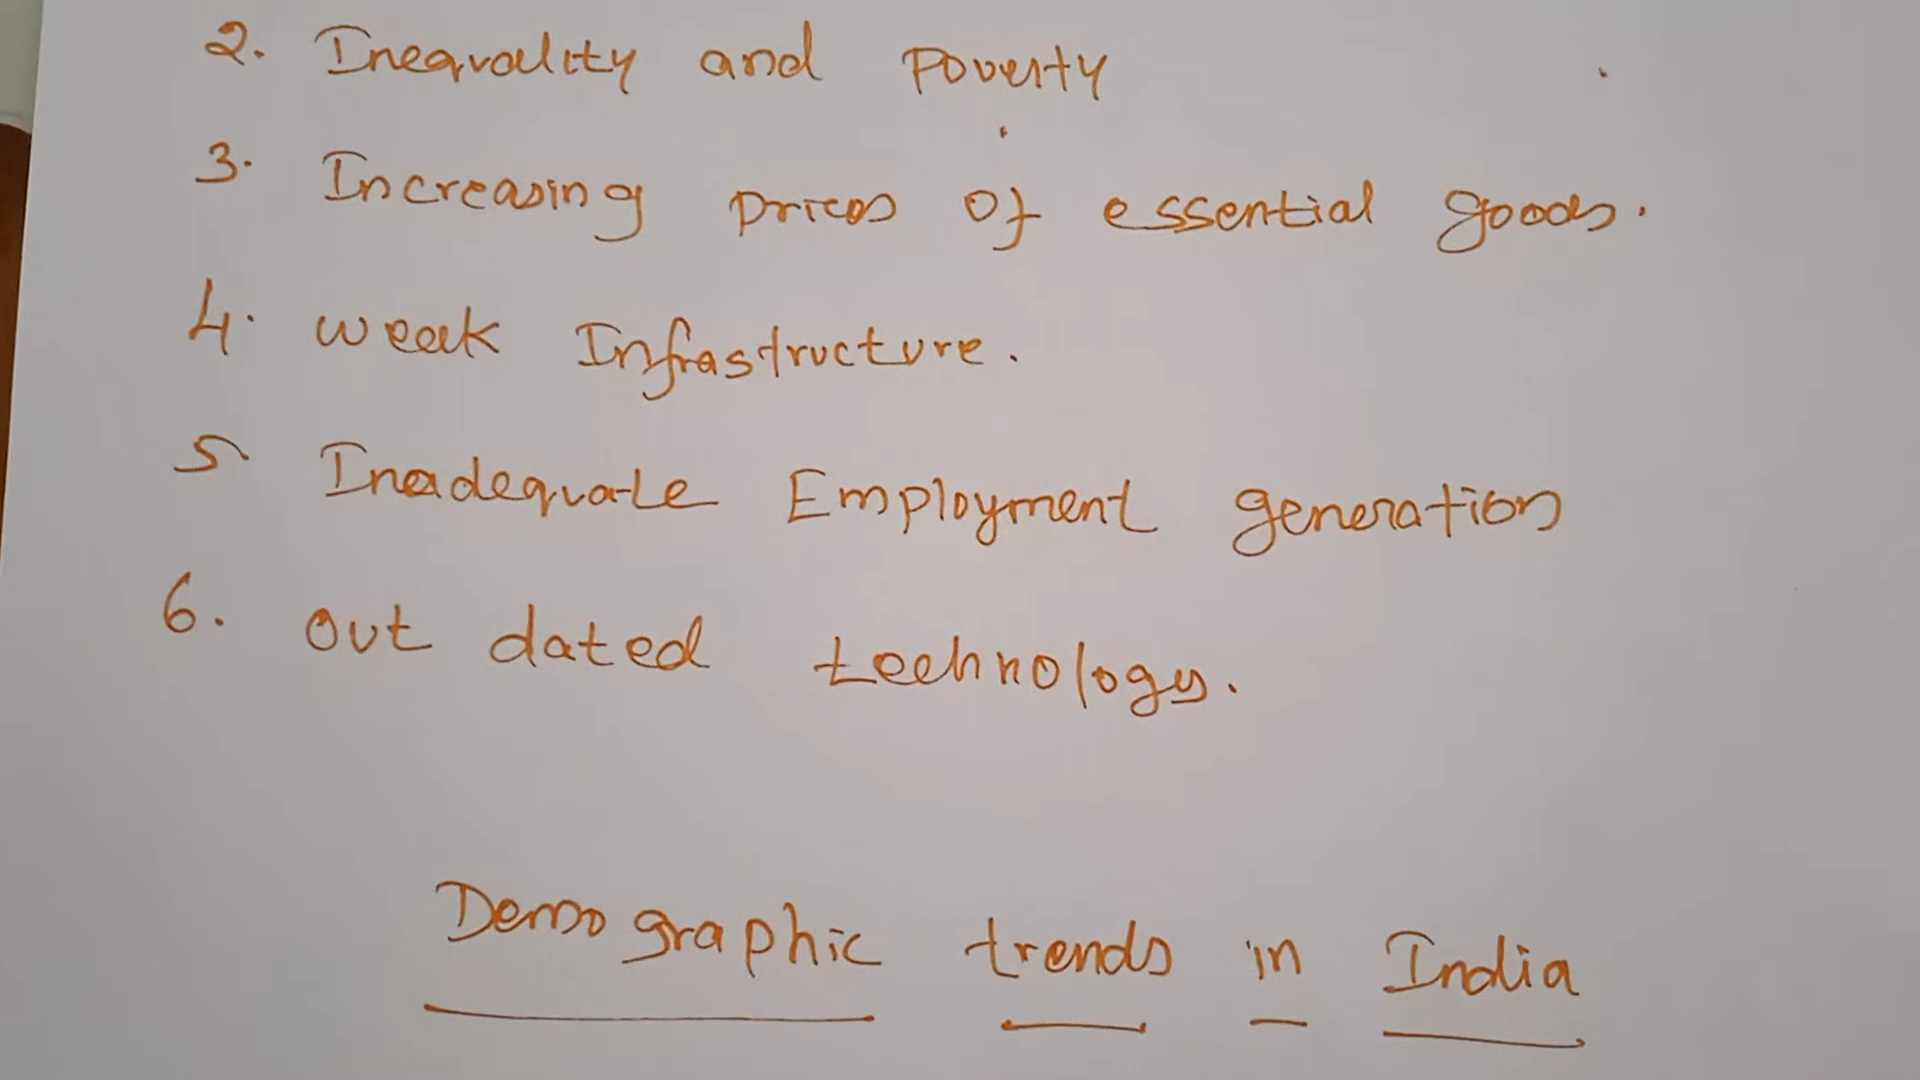 2. Inequality and Poverty
3. Increasing prices of essential goods.
4. weak Infrastructure.
5. Inadequate Employment generation
6. out dated technology.
Demographic trends in India